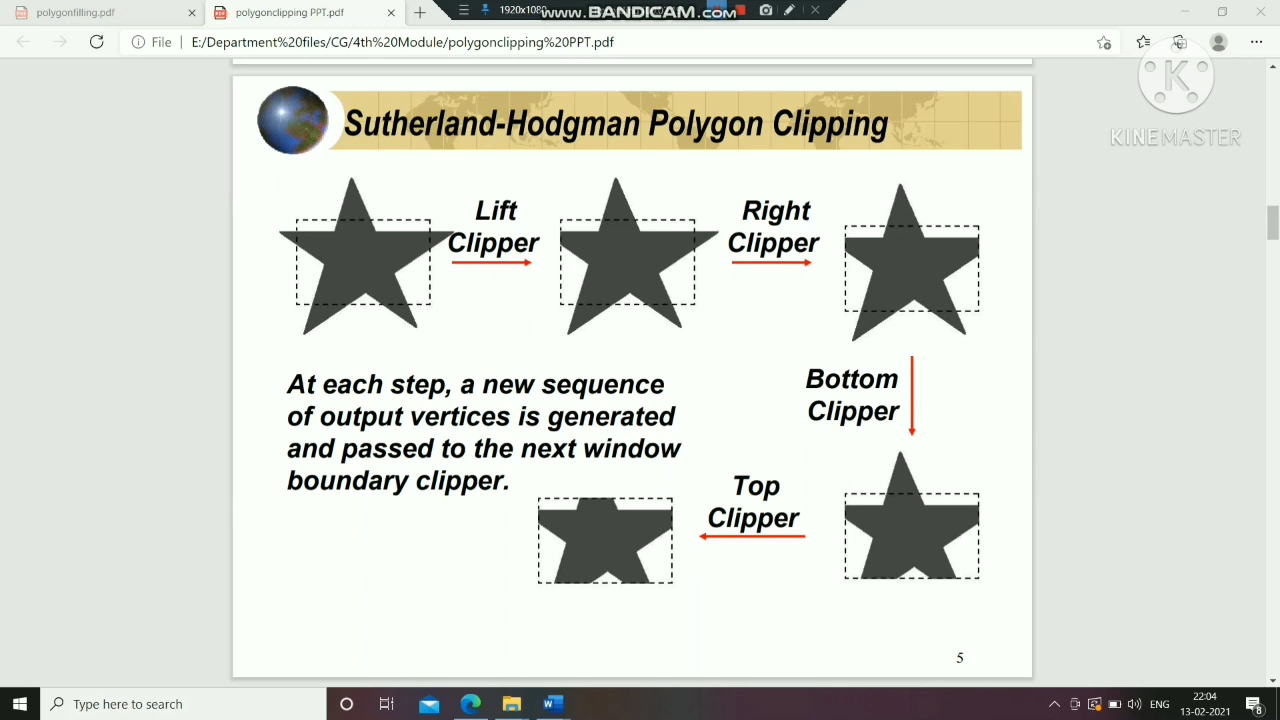 polygonfilling.pdf
polygonclipping PPT.pdf
1920x1080
www.BANDICAM.com
File
E:/Department%20files/CG/4th%20Module/polygonclipping%20PPT.pdf
K
KINEMASTER
Sutherland-Hodgman Polygon Clipping
Lift
Clipper
Right
Clipper
At each step, a new sequence
of output vertices is generated
and passed to the next window
boundary clipper.
Bottom
Clipper
Top
Clipper
5
Type here to search
ENG
22:04
13-02-2021
8